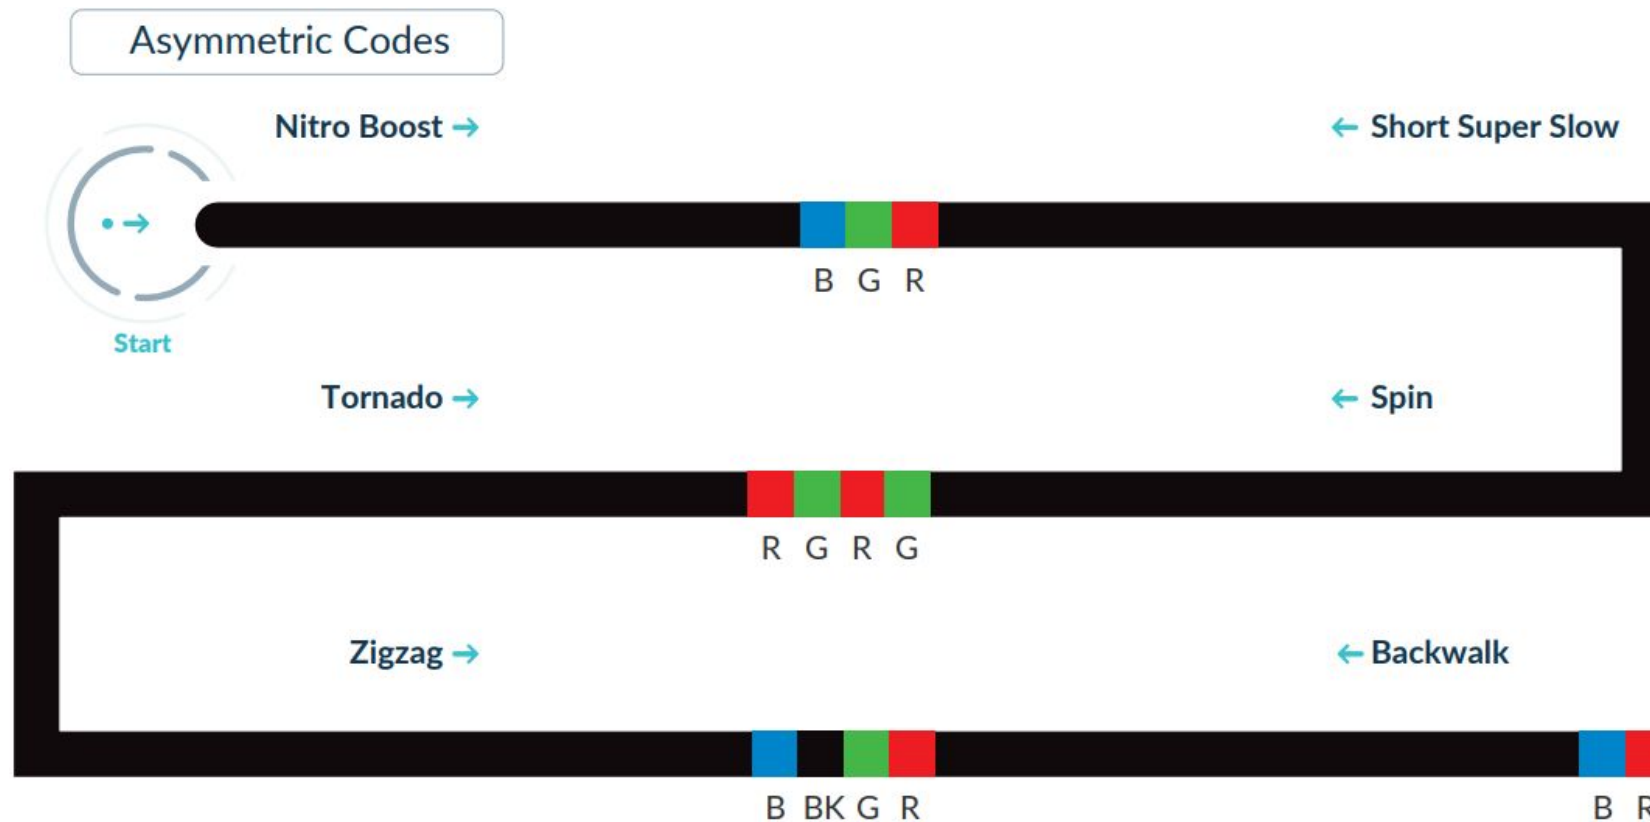 Asymmetric Codes
Nitro Boost → ← Short Super Slow
B G R
Start
Tornado → ← Spin
R G R G
Zigzag → ← Backwalk
B BK G R B R